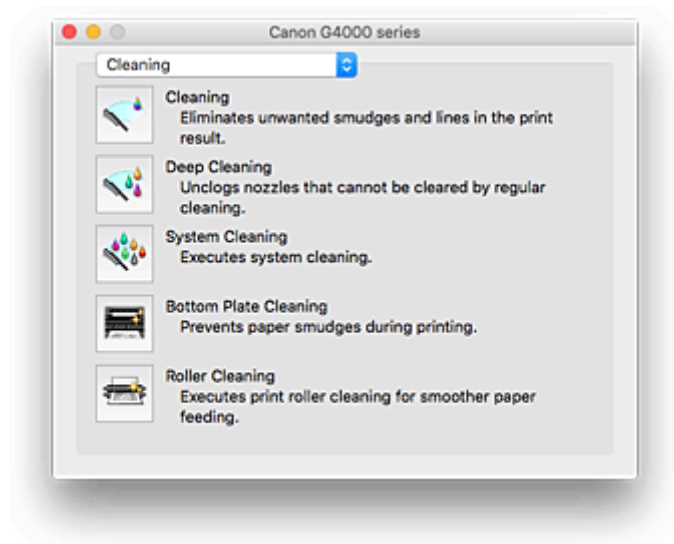 Canon G4000 series
Cleaning
Cleaning
Eliminates unwanted smudges and lines in the print
result.
Deep Cleaning
Unclogs nozzles that cannot be cleared by regular
cleaning.
System Cleaning
Executes system cleaning.
Bottom Plate Cleaning
Prevents paper smudges during printing.
Roller Cleaning
Executes print roller cleaning for smoother paper
feeding.